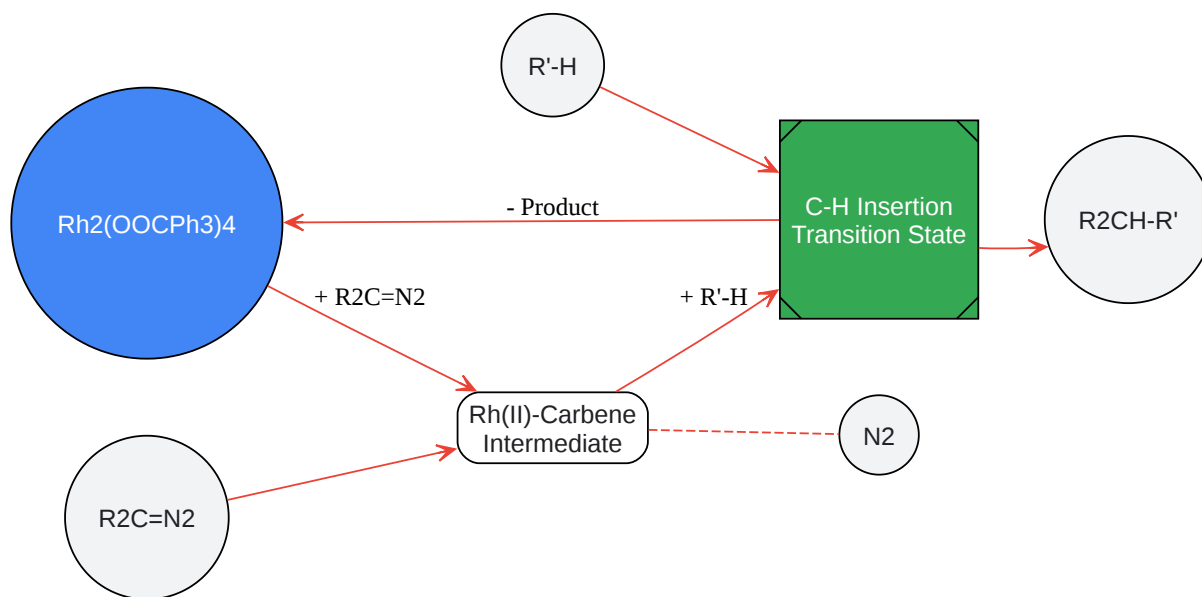 R'-H
Rh2(OOCPh3)4
- Product
C-H Insertion
Transition State
R2CH-R'
+ R2C=N2
+ R'-H
Rh(II)-Carbene
Intermediate
N2
R2C=N2